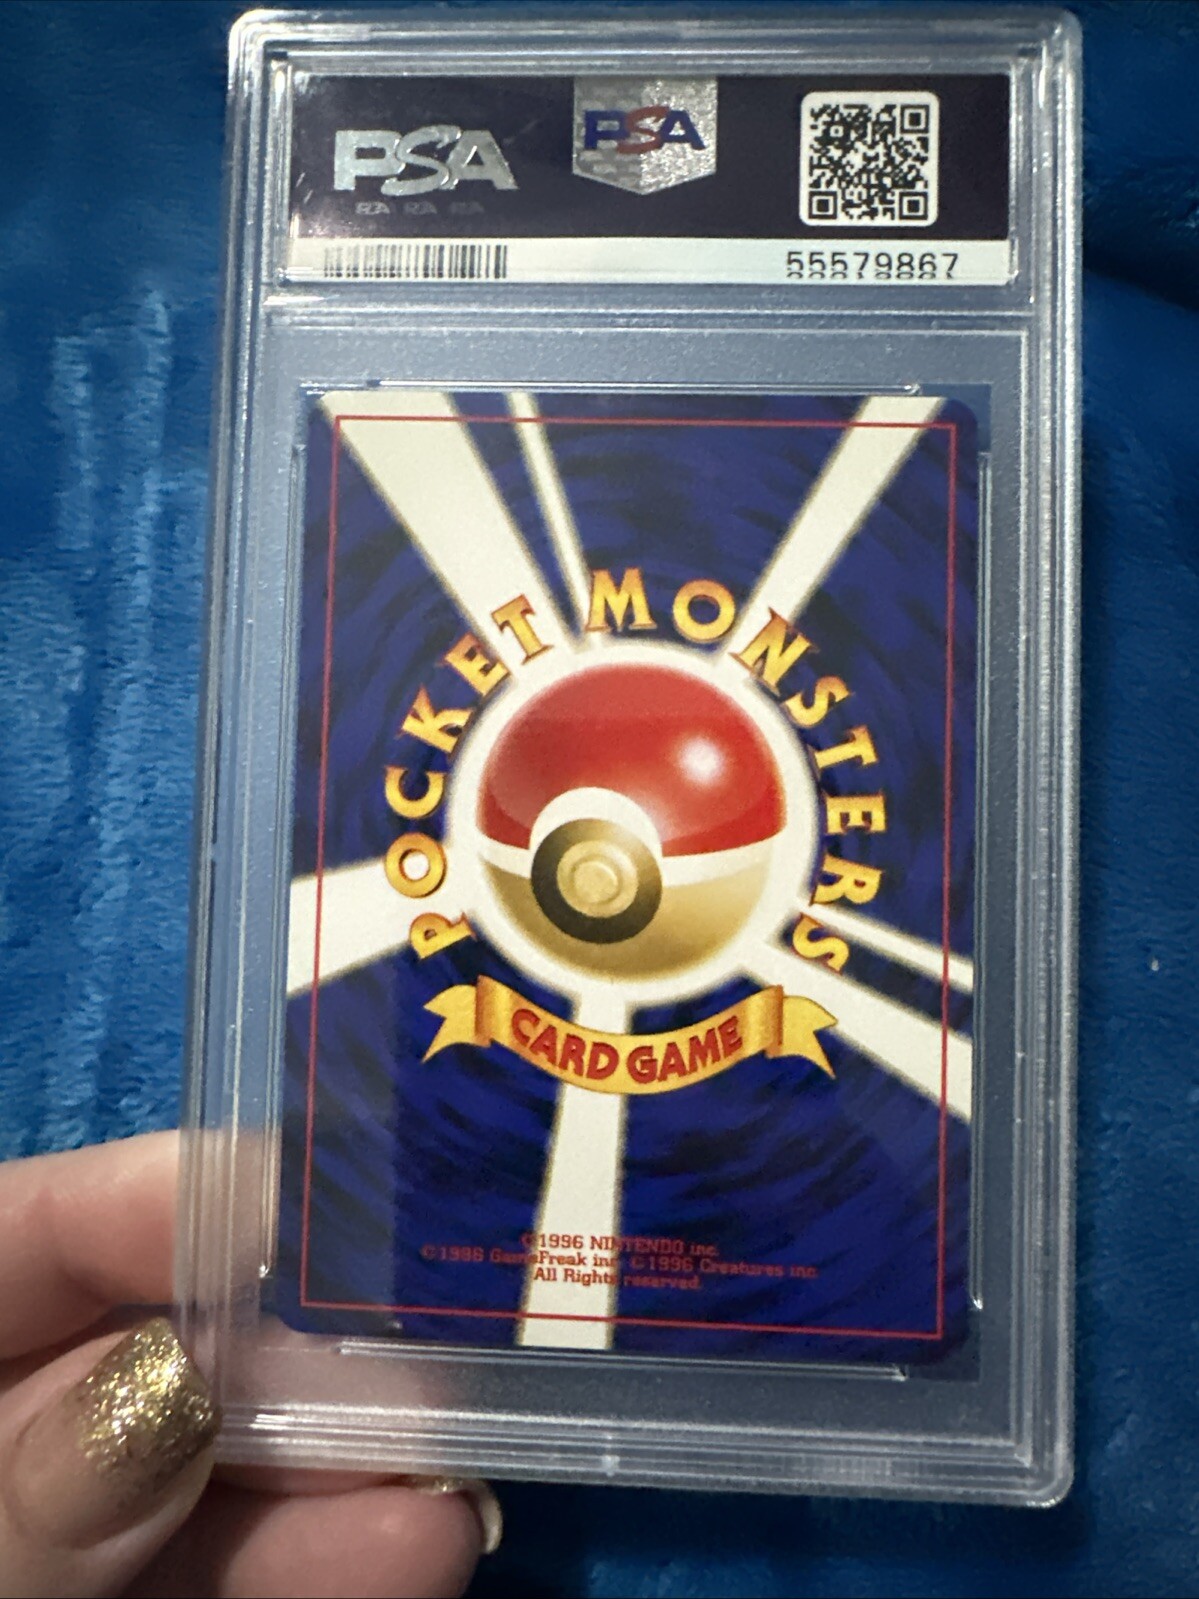 PSA
PSA
55579867
POCKET MONSTERS
CARD GAME
©1996 NINTENDO inc.
©1996 GameFreak inc. ©1996 Creatures inc.
All Rights reserved.